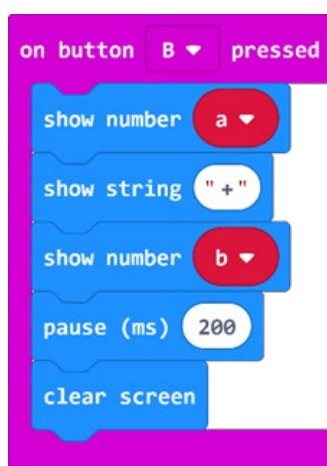 on button B pressed
show number a
show string "+"
show number b
pause (ms) 200
clear screen